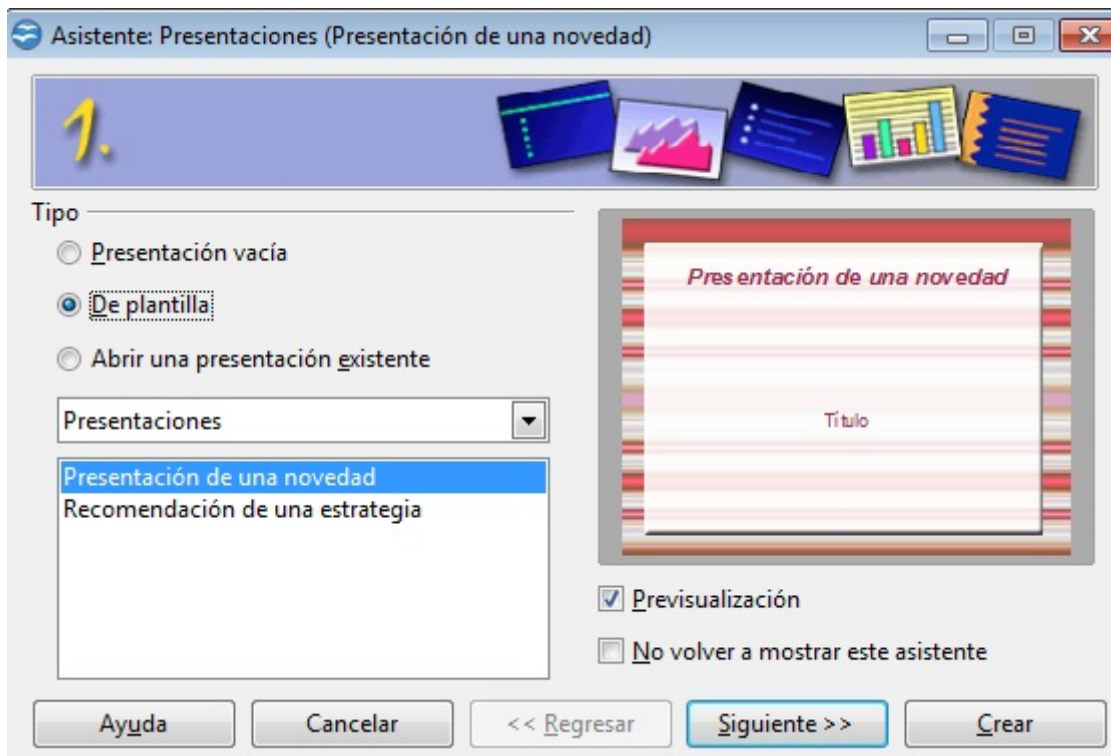 Asistente: Presentaciones (Presentación de una novedad)
1.
Tipo
Presentación vacía
De plantilla
Abrir una presentación existente
Presentaciones
Presentación de una novedad
Recomendación de una estrategia
Presentación de una novedad
Título
Previsualización
No volver a mostrar este asistente
Ayuda
Cancelar
<< Regresar
Siguiente >>
Crear